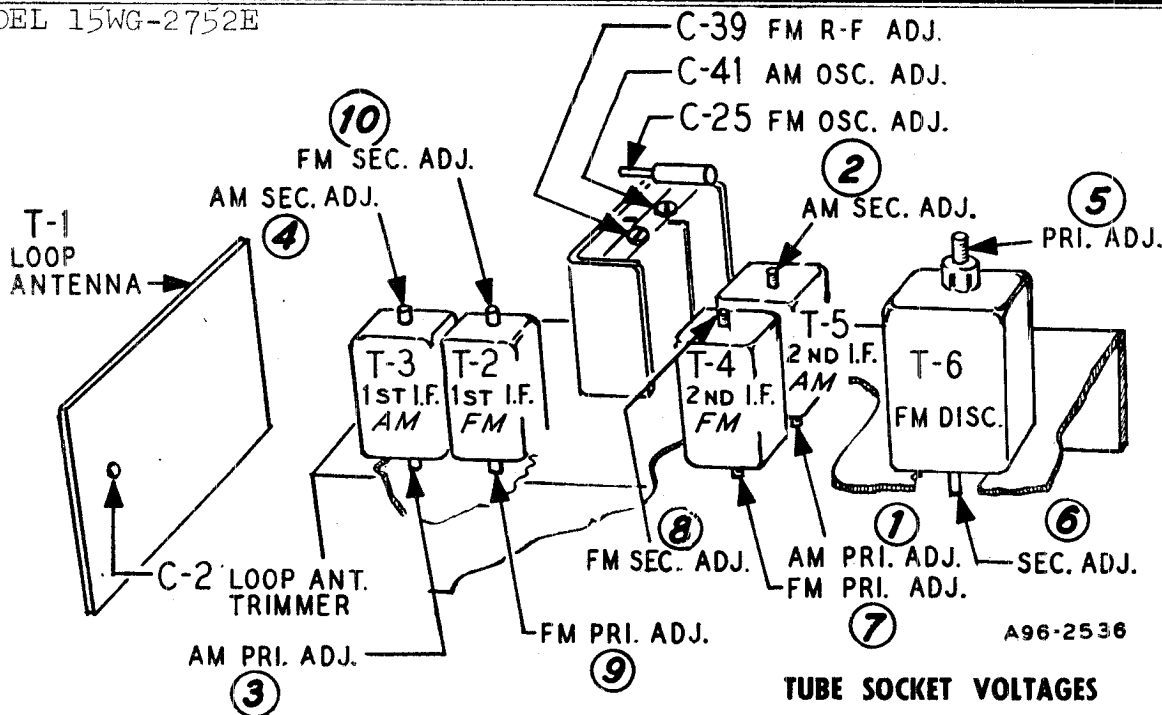 DEL 15WG-2752E
C-39 FM R-F ADJ.
C-41 AM OSC. ADJ.
C-25 FM OSC. ADJ.
10
FM SEC. ADJ.
2
AM SEC. ADJ.
AM SEC. ADJ.
4
5
PRI. ADJ.
T-1
LOOP
ANTENNA
T-3
1ST I.F.
AM
T-2
1ST I.F.
FM
T-4
2ND I.F.
FM
T-5
2ND I.F.
AM
T-6
FM DISC.
8
FM SEC. ADJ.
1
AM PRI. ADJ.
FM PRI. ADJ.
7
6
SEC. ADJ.
C-2 LOOP ANT.
TRIMMER
AM PRI. ADJ.
3
FM PRI. ADJ.
9
A96-2536
TUBE SOCKET VOLTAGES